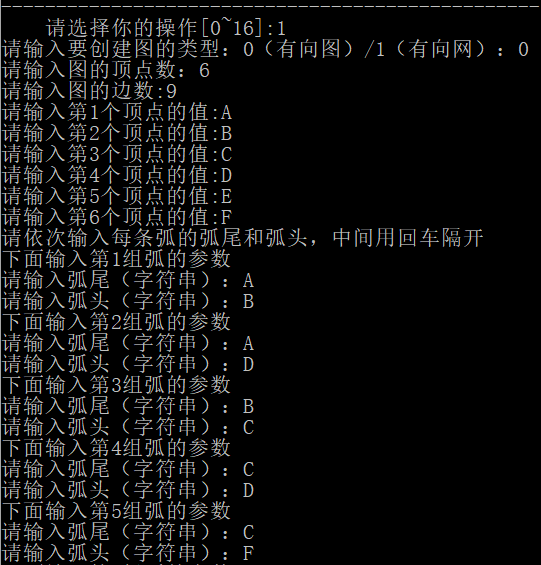 请选择你的操作[0~16]:1
请输入要创建图的类型：0（有向图）/1（有向网）：0
请输入图的顶点数：6
请输入图的边数:9
请输入第1个顶点的值:A
请输入第2个顶点的值:B
请输入第3个顶点的值:C
请输入第4个顶点的值:D
请输入第5个顶点的值:E
请输入第6个顶点的值:F
请依次输入每条弧的弧尾和弧头，中间用回车隔开
下面输入第1组弧的参数
请输入弧尾（字符串）：A
请输入弧头（字符串）：B
下面输入第2组弧的参数
请输入弧尾（字符串）：A
请输入弧头（字符串）：D
下面输入第3组弧的参数
请输入弧尾（字符串）：B
请输入弧头（字符串）：C
下面输入第4组弧的参数
请输入弧尾（字符串）：C
请输入弧头（字符串）：D
下面输入第5组弧的参数
请输入弧尾（字符串）：C
请输入弧头（字符串）：F